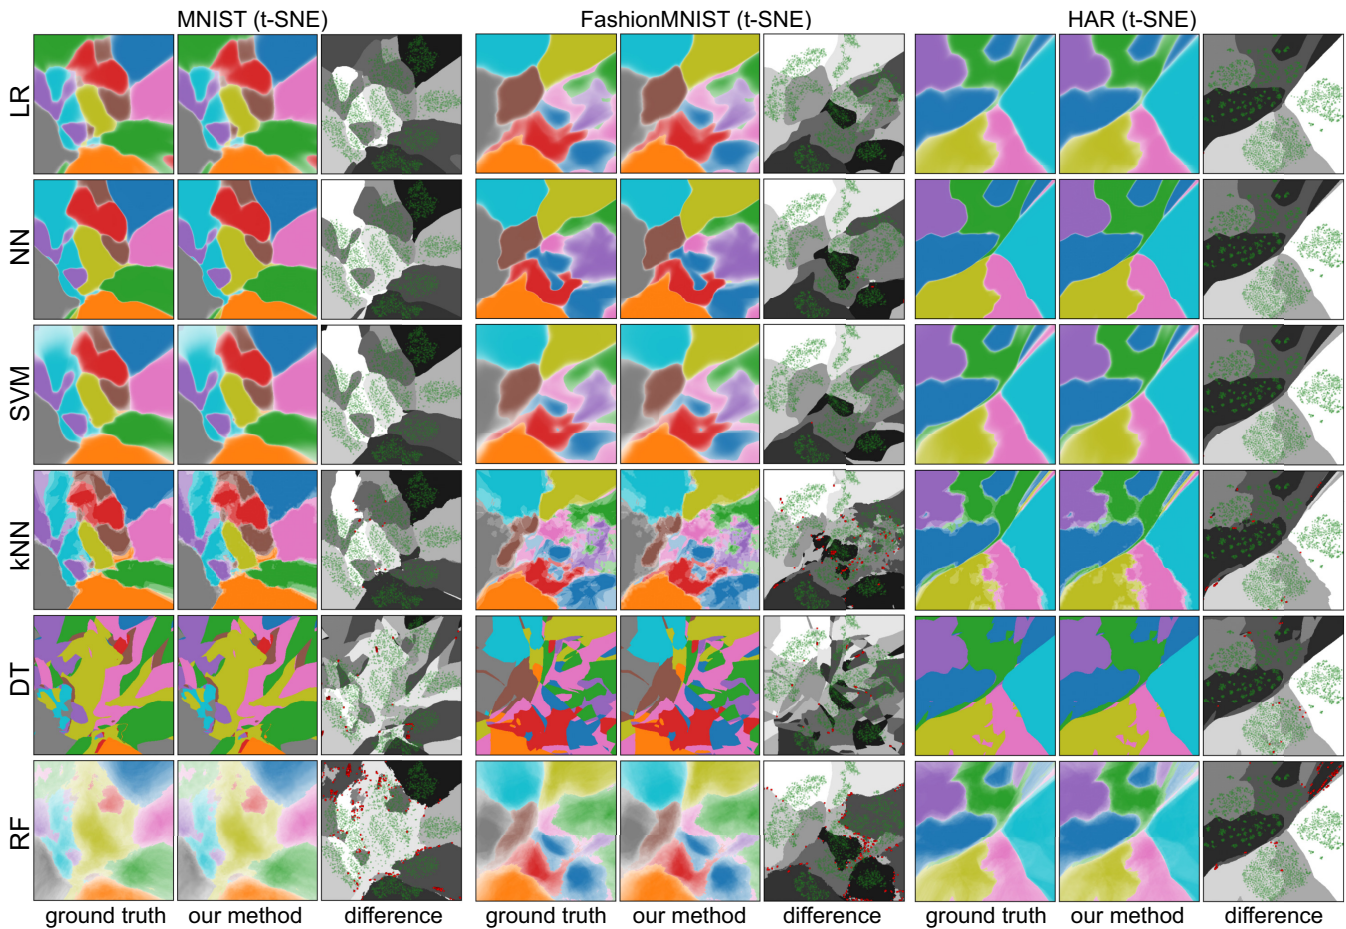 MNIST (t-SNE) FashionMNIST (t-SNE) HAR (t-SNE)
LR
NN
SVM
kNN
DT
RF
ground truth our method difference ground truth our method difference ground truth our method difference